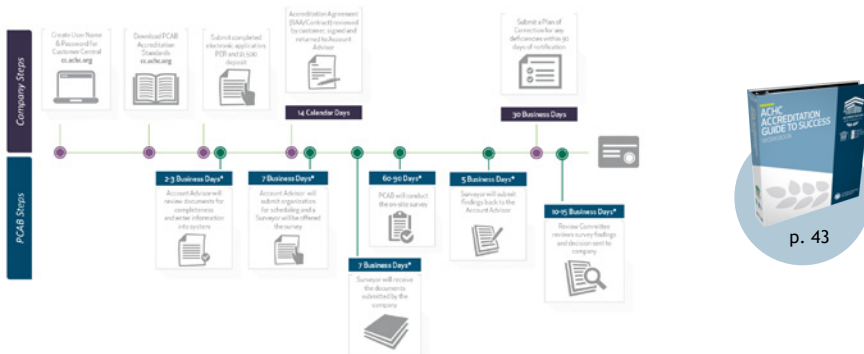 Company Steps
Create User Name
& Password for
Customer Central
cc.achc.org
Download PCAB
Accreditation
Standards
cc.achc.org
Submit completed
electronic application,
PER and $1,500
deposit
Accreditation Agreement
(BAA/Contract) reviewed
by customer, signed and
returned to Account
Advisor
14 Calendar Days
Submit a Plan of
Correction for any
deficiencies within 30
days of notification
30 Business Days
PCAB Steps
2-3 Business Days*
Account Advisor will
review documents for
completeness
and enter information
into system
7 Business Days*
Account Advisor will
submit organization
for scheduling and a
Surveyor will be offered
the survey
7 Business Days*
Surveyor will receive
the documents
submitted by the
company
60-90 Days*
PCAB will conduct
the on-site survey
5 Business Days*
Surveyor will submit
findings back to the
Account Advisor
10-15 Business Days*
Review Committee
reviews survey findings
and decision sent to
company
ACHC
ACCREDITATION
GUIDE TO SUCCESS
WORKBOOK
p. 43